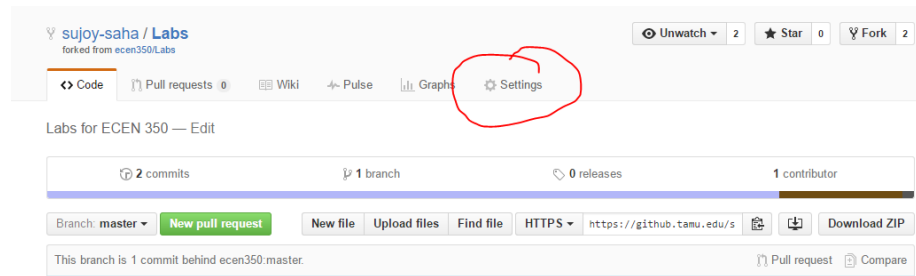 sujoy-saha / Labs
Unwatch 2 Star 0 Fork 2
forked from ecen350/Labs
Code Pull requests 0 Wiki Pulse Graphs Settings
Labs for ECEN 350 — Edit
2 commits 1 branch 0 releases 1 contributor
Branch: master New pull request New file Upload files Find file HTTPS https://github.tamu.edu/s Download ZIP
This branch is 1 commit behind ecen350:master. Pull request Compare